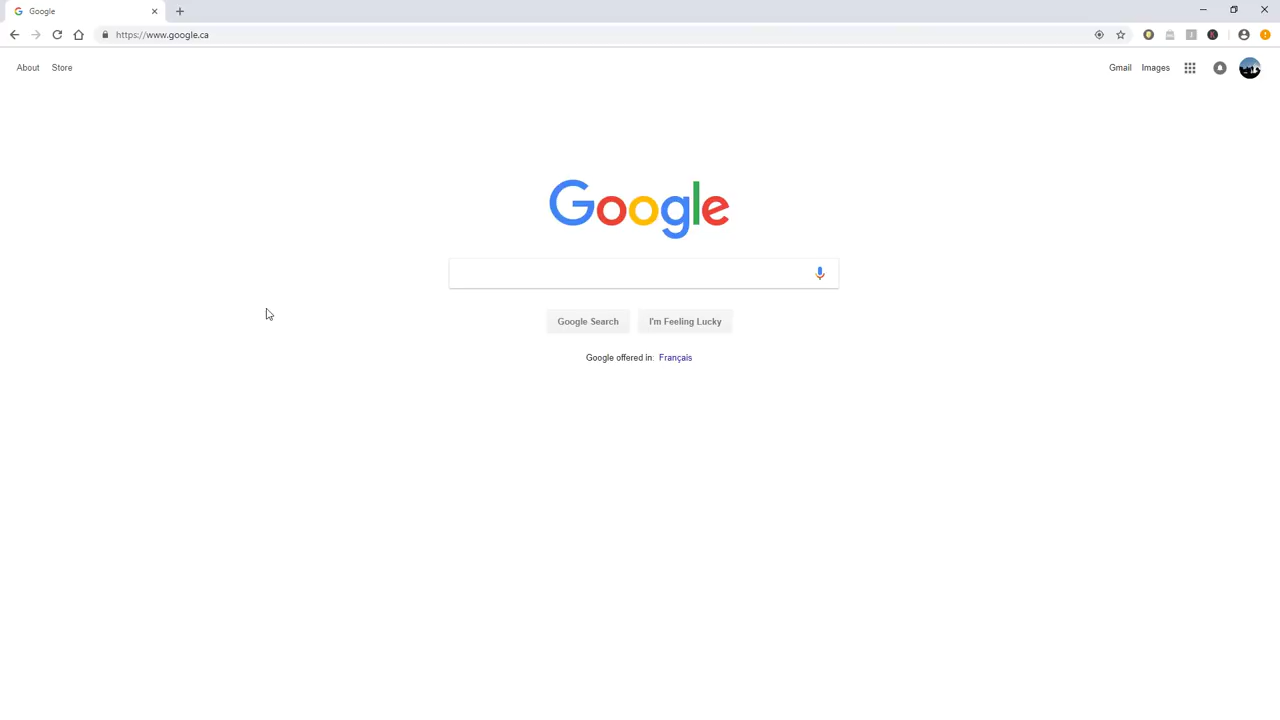 Google
https://www.google.ca
About Store
Gmail Images
Google
Google Search I'm Feeling Lucky
Google offered in: Français